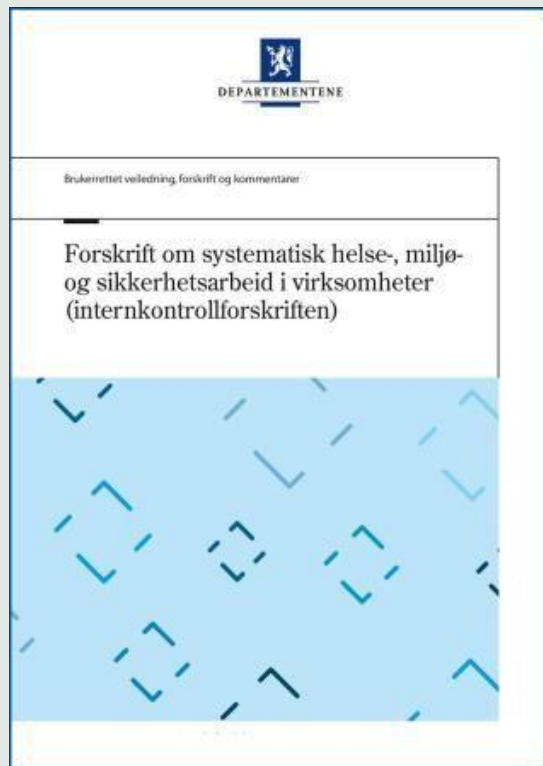 DEPARTEMENTENE
Brukerrettet veiledning, forskrift og kommentarer
Forskrift om systematisk helse-, miljø-
og sikkerhetsarbeid i virksomheter
(internkontrollforskriften)